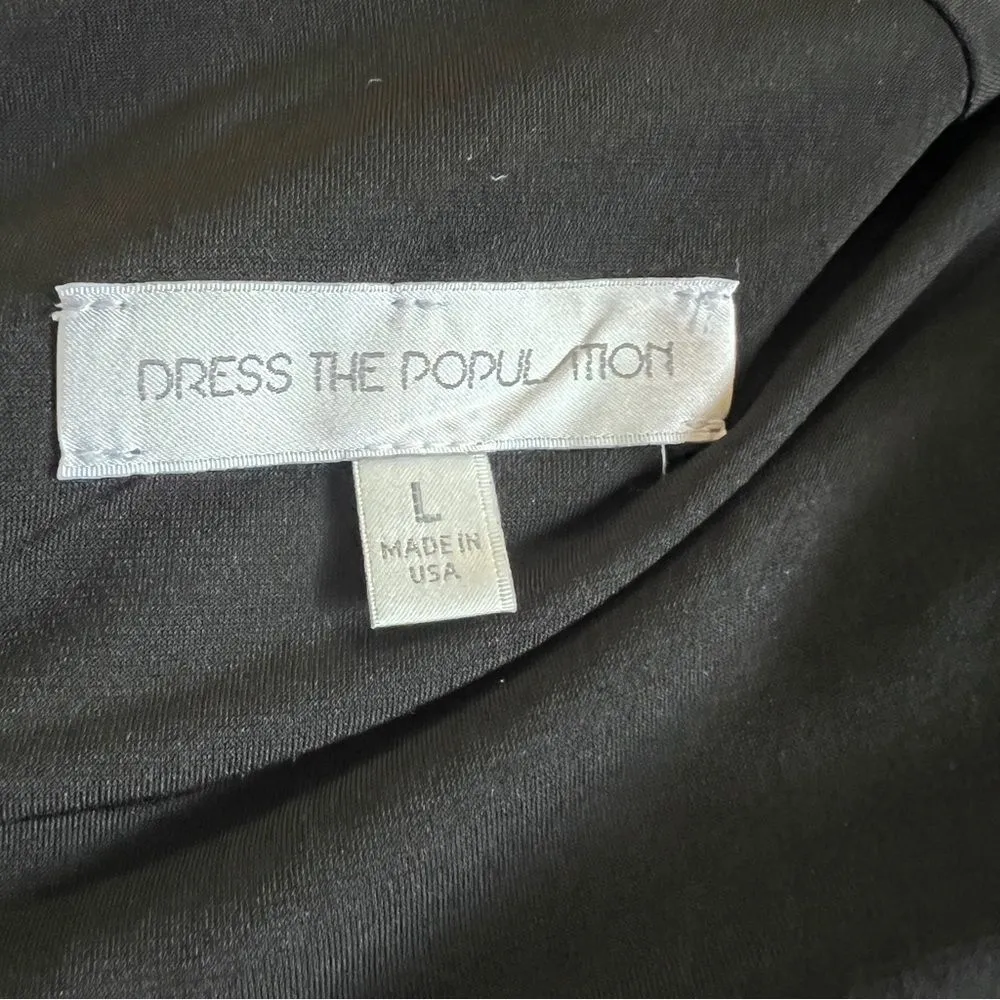 DRESS THE POPULATION
L
MADE IN
USA